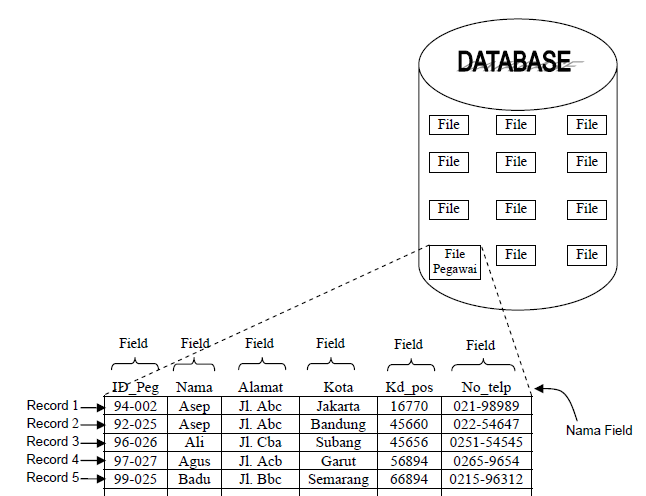 DATABASE
File File File
File File File
File File File
File Pegawai File File
Field Field Field Field Field Field
ID_Peg Nama Alamat Kota Kd_pos No_telp
Record 1 94-002 Asep Jl. Abc Jakarta 16770 021-98989
Record 2 92-025 Asep Jl. Abc Bandung 45660 022-54647
Record 3 96-026 Ali Jl. Cba Subang 45656 0251-54545
Record 4 97-027 Agus Jl. Acb Garut 56894 0265-9654
Record 5 99-025 Badu Jl. Bbc Semarang 66894 0215-96312
Nama Field